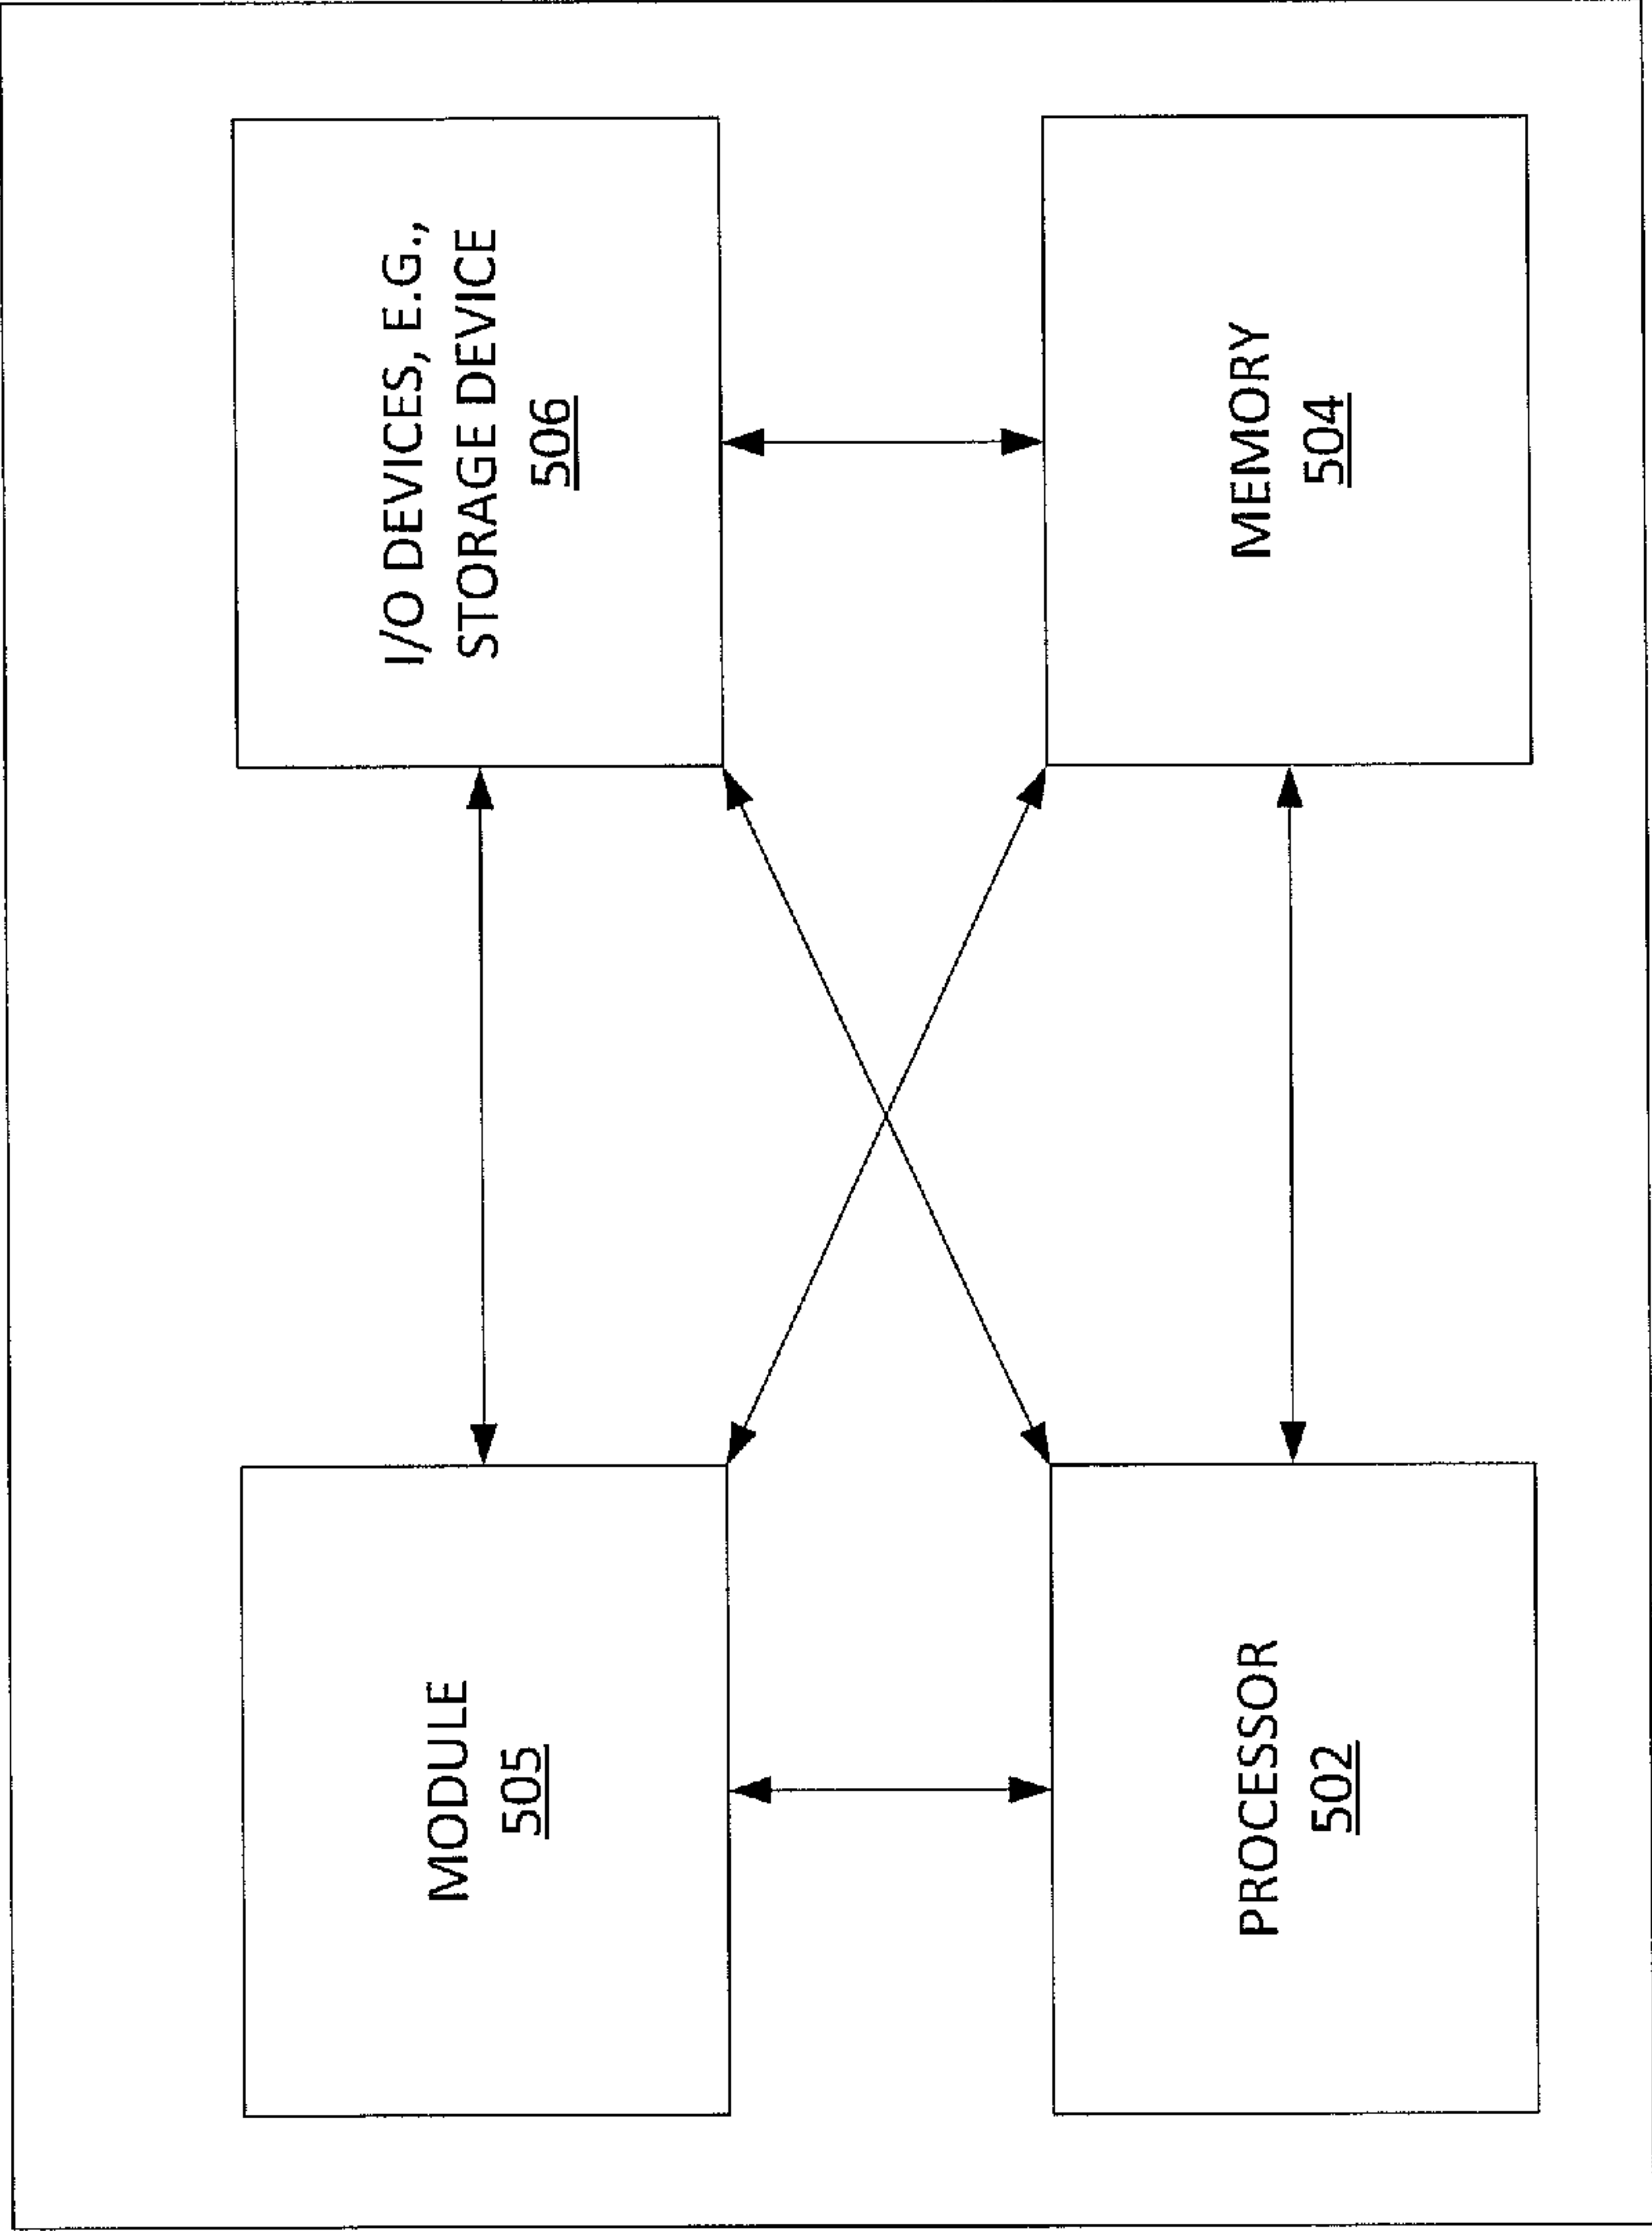 MODULE
505
I/O DEVICES, E.G.,
STORAGE DEVICE
506
PROCESSOR
502
MEMORY
504